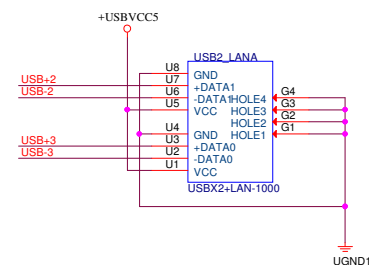 +USBVCC5
USB2_LANA
U8 GND
USB+2 U7 +DATA1
USB-2 U6 -DATA1 HOLE4 G4
U5 VCC HOLE3 G3
HOLE2 G2
U4 GND HOLE1 G1
USB+3 U3 +DATA0
USB-3 U2 -DATA0
U1 VCC
USBX2+LAN-1000
UGND1